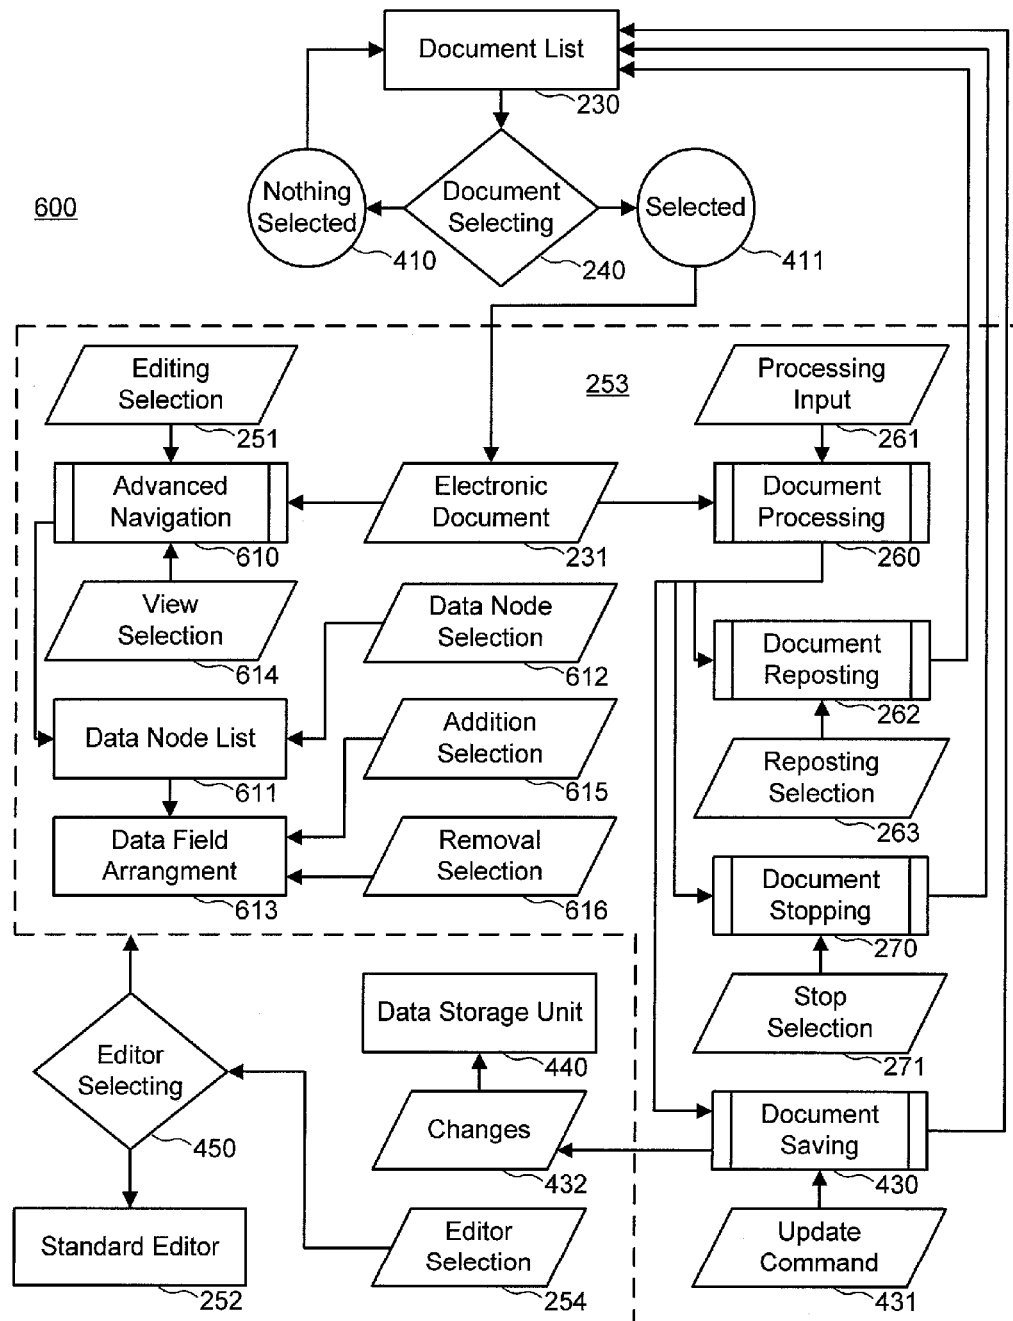 Document List
230
Nothing
Selected
410
Document
Selecting
240
Selected
411
600
253
Editing
Selection
251
Processing
Input
261
Advanced
Navigation
610
Electronic
Document
231
Document
Processing
260
View
Selection
614
Data Node
Selection
612
Document
Reposting
262
Data Node List
611
Addition
Selection
615
Reposting
Selection
263
Data Field
Arrangment
613
Removal
Selection
616
Document
Stopping
270
Data Storage Unit
440
Stop
Selection
271
Editor
Selecting
450
Changes
432
Document
Saving
430
Standard Editor
252
Editor
Selection
254
Update
Command
431